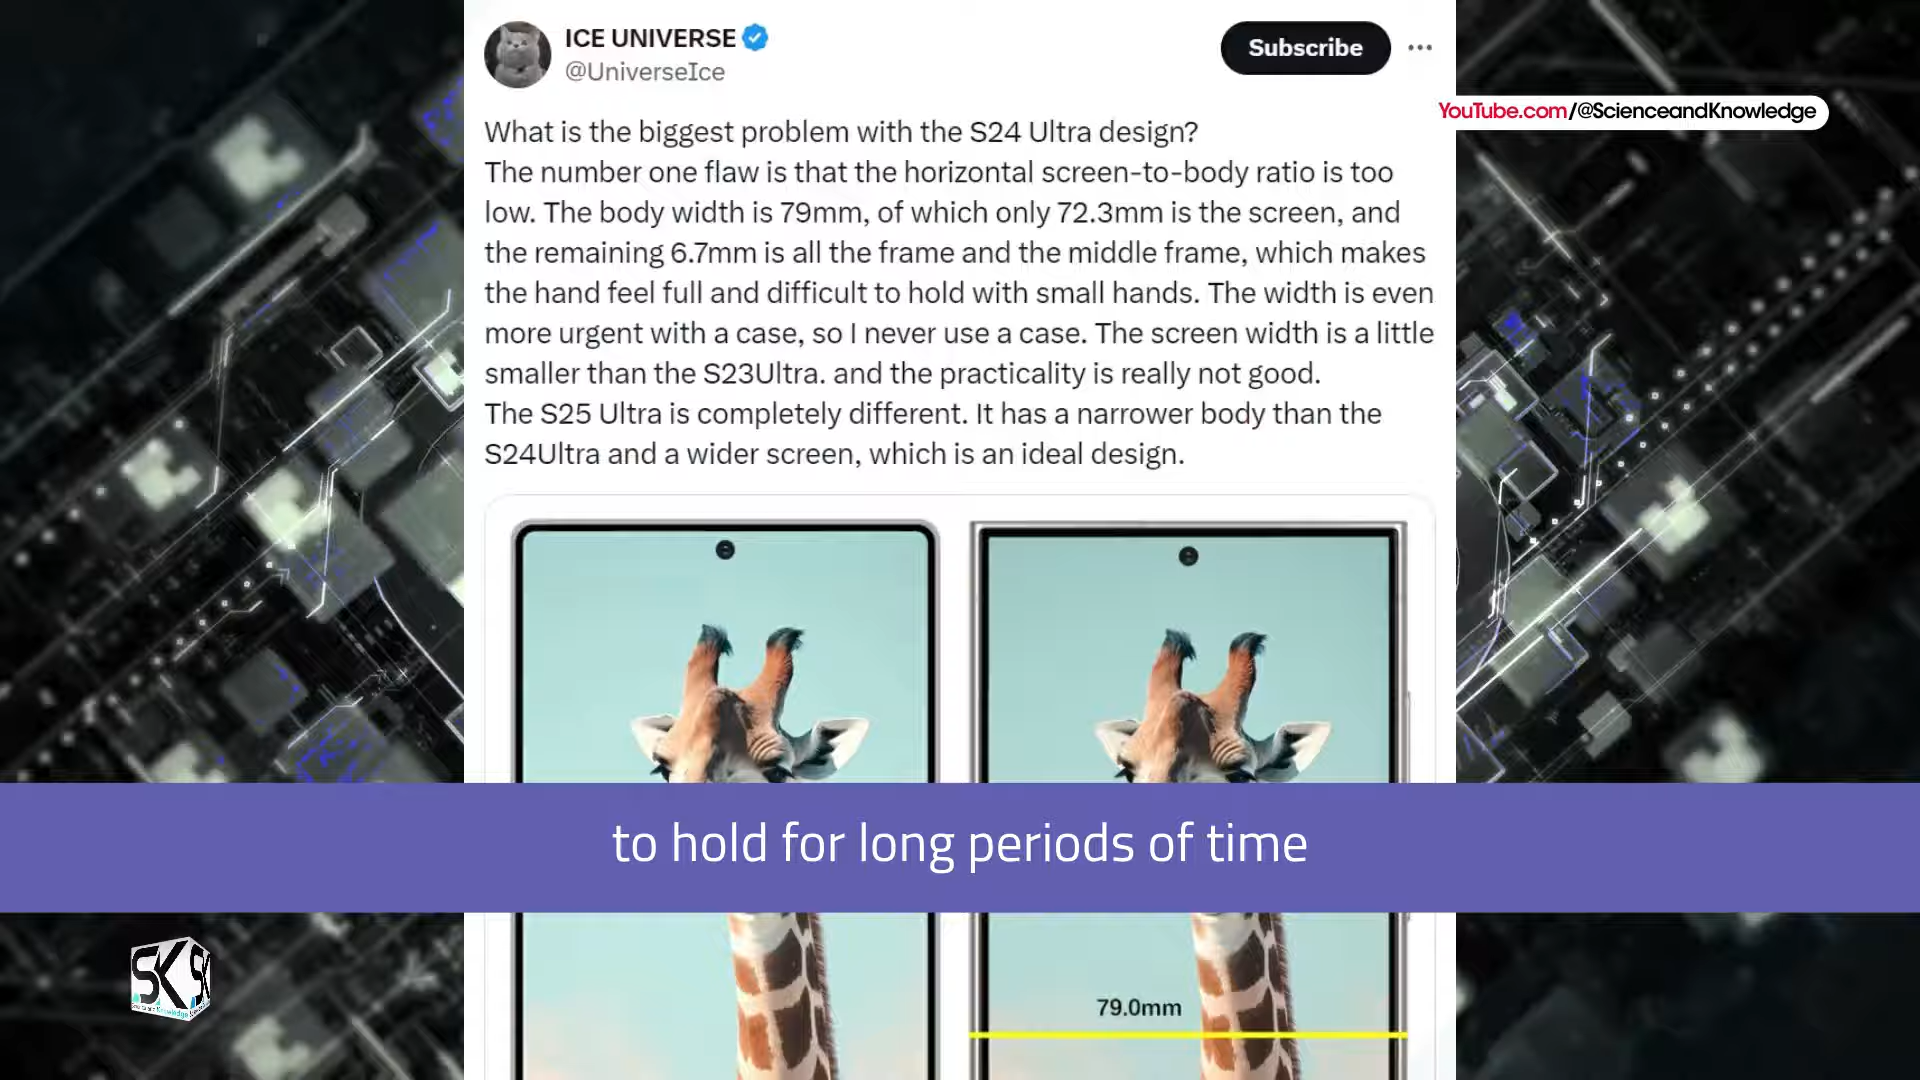 ICE UNIVERSE
@UniverseIce
Subscribe
YouTube.com/@ScienceandKnowledge
What is the biggest problem with the S24 Ultra design?
The number one flaw is that the horizontal screen-to-body ratio is too
low. The body width is 79mm, of which only 72.3mm is the screen, and
the remaining 6.7mm is all the frame and the middle frame, which makes
the hand feel full and difficult to hold with small hands. The width is even
more urgent with a case, so I never use a case. The screen width is a little
smaller than the S23Ultra. and the practicality is really not good.
The S25 Ultra is completely different. It has a narrower body than the
S24Ultra and a wider screen, which is an ideal design.
to hold for long periods of time
SK
79.0mm